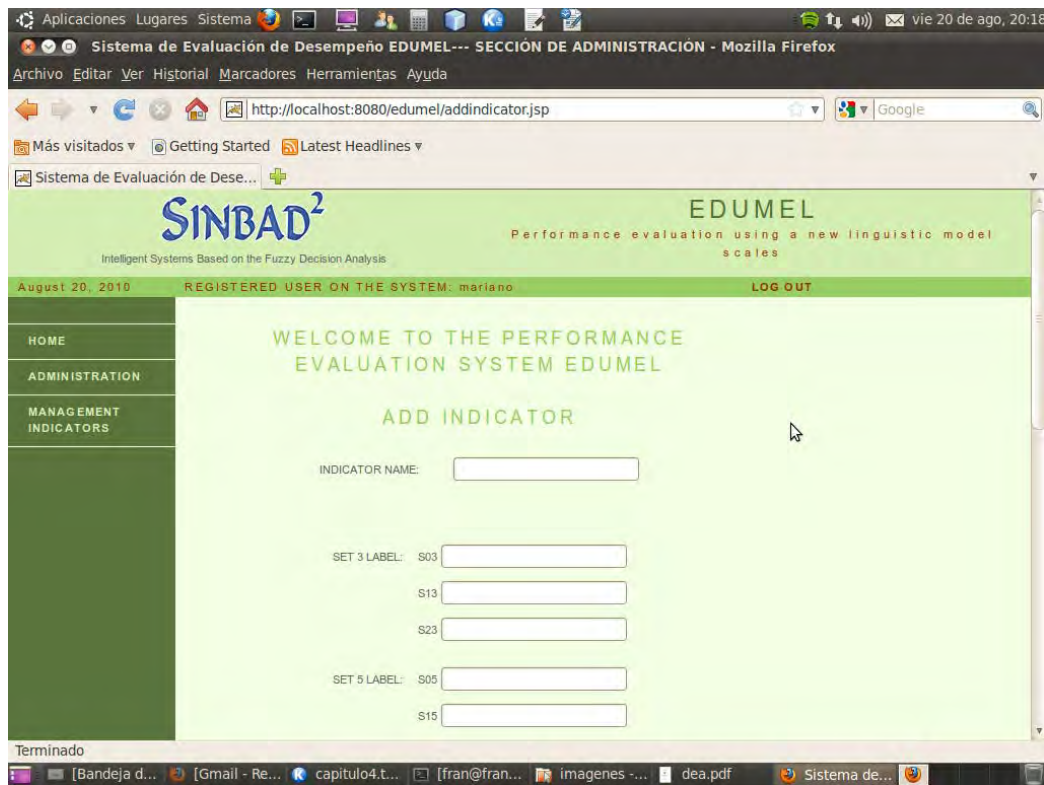 Aplicaciones Lugares Sistema vie 20 de ago, 20:18
Sistema de Evaluación de Desempeño EDUMEL--- SECCIÓN DE ADMINISTRACIÓN - Mozilla Firefox
Archivo Editar Ver Historial Marcadores Herramientas Ayuda
http://localhost:8080/edumel/addindicator.jsp Google
Más visitados Getting Started Latest Headlines
Sistema de Evaluación de Dese...
SINBAD²
Intelligent Systems Based on the Fuzzy Decision Analysis
EDUMEL
Performance evaluation using a new linguistic model
scales
August 20, 2010 REGISTERED USER ON THE SYSTEM: mariano LOG OUT
HOME
ADMINISTRATION
MANAGEMENT
INDICATORS
WELCOME TO THE PERFORMANCE
EVALUATION SYSTEM EDUMEL
ADD INDICATOR
INDICATOR NAME:
SET 3 LABEL: S03
S13
S23
SET 5 LABEL: S05
S15
Terminado
[Bandeja d... [Gmail - Re... capitulo4.t... [fran@fran... imagenes -... dea.pdf Sistema de...